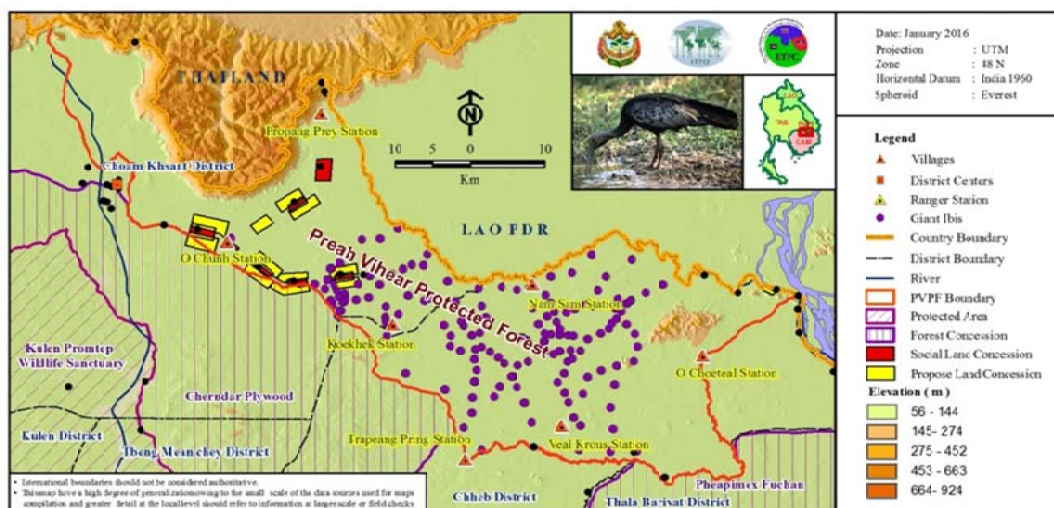 THAILAND
Tropang Prey Station
Choam Khsant District
10 0 10
Km
LAO PDR
O Chunh Station
Preah Vihear Protected Forest
Nam Sam Station
Koekhek Station
O Choeteal Station
Kulen Promtep
Wildlife Sanctuary
Cherndar Plywood
Kulen District
Tbeng Meanchey District
Trapeang Pring Station
Veal Krous Station
Chheb District
Thala Barivat District
Pheapimex Fuchan
• International boundaries should not be considered authoritative.
• This map have a high degree of generalization owing to the small scale of the data sources used for maps
compilation and greater detail at the local level should refer to information at larger scale or field checks
ITTO
Date: January 2016
Projection : UTM
Zone : 48 N
Horizontal Datum : India 1960
Spheroid : Everest
Legend
Villages
District Centers
Ranger Station
Giant Ibis
Country Boundary
District Boundary
River
PVPF Boundary
Protected Area
Forest Concession
Social Land Concession
Propose Land Concession
Elevation ( m )
56 - 144
145- 274
275 - 452
453 - 663
664- 924